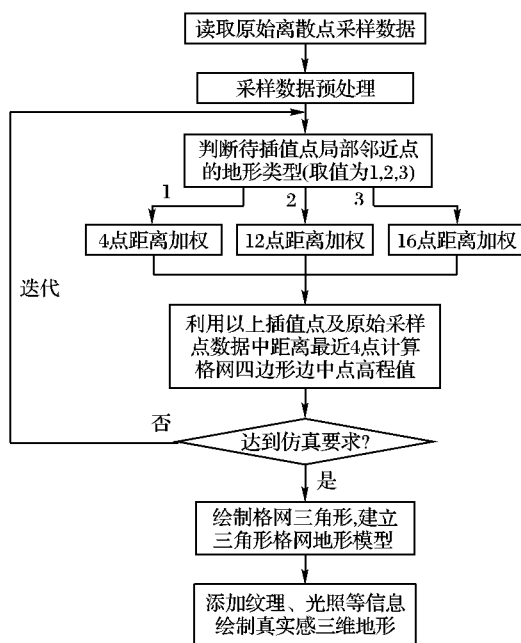 读取原始离散点采样数据
采样数据预处理
判断待插值点局部邻近点
的地形类型(取值为1,2,3)
1
2
3
4点距离加权
12点距离加权
16点距离加权
迭代
利用以上插值点及原始采样
点数据中距离最近4点计算
格网四边形边中点高程值
否
达到仿真要求?
是
绘制格网三角形,建立
三角形格网地形模型
添加纹理、光照等信息
绘制真实感三维地形